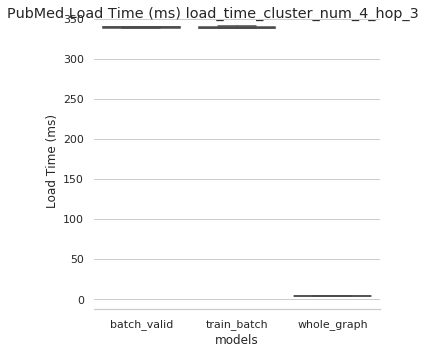 PubMed Load Time (ms) load_time_cluster_num_4_hop_3
350
300
250
200
150
100
50
0
Load Time (ms)
batch_valid train_batch whole_graph
models